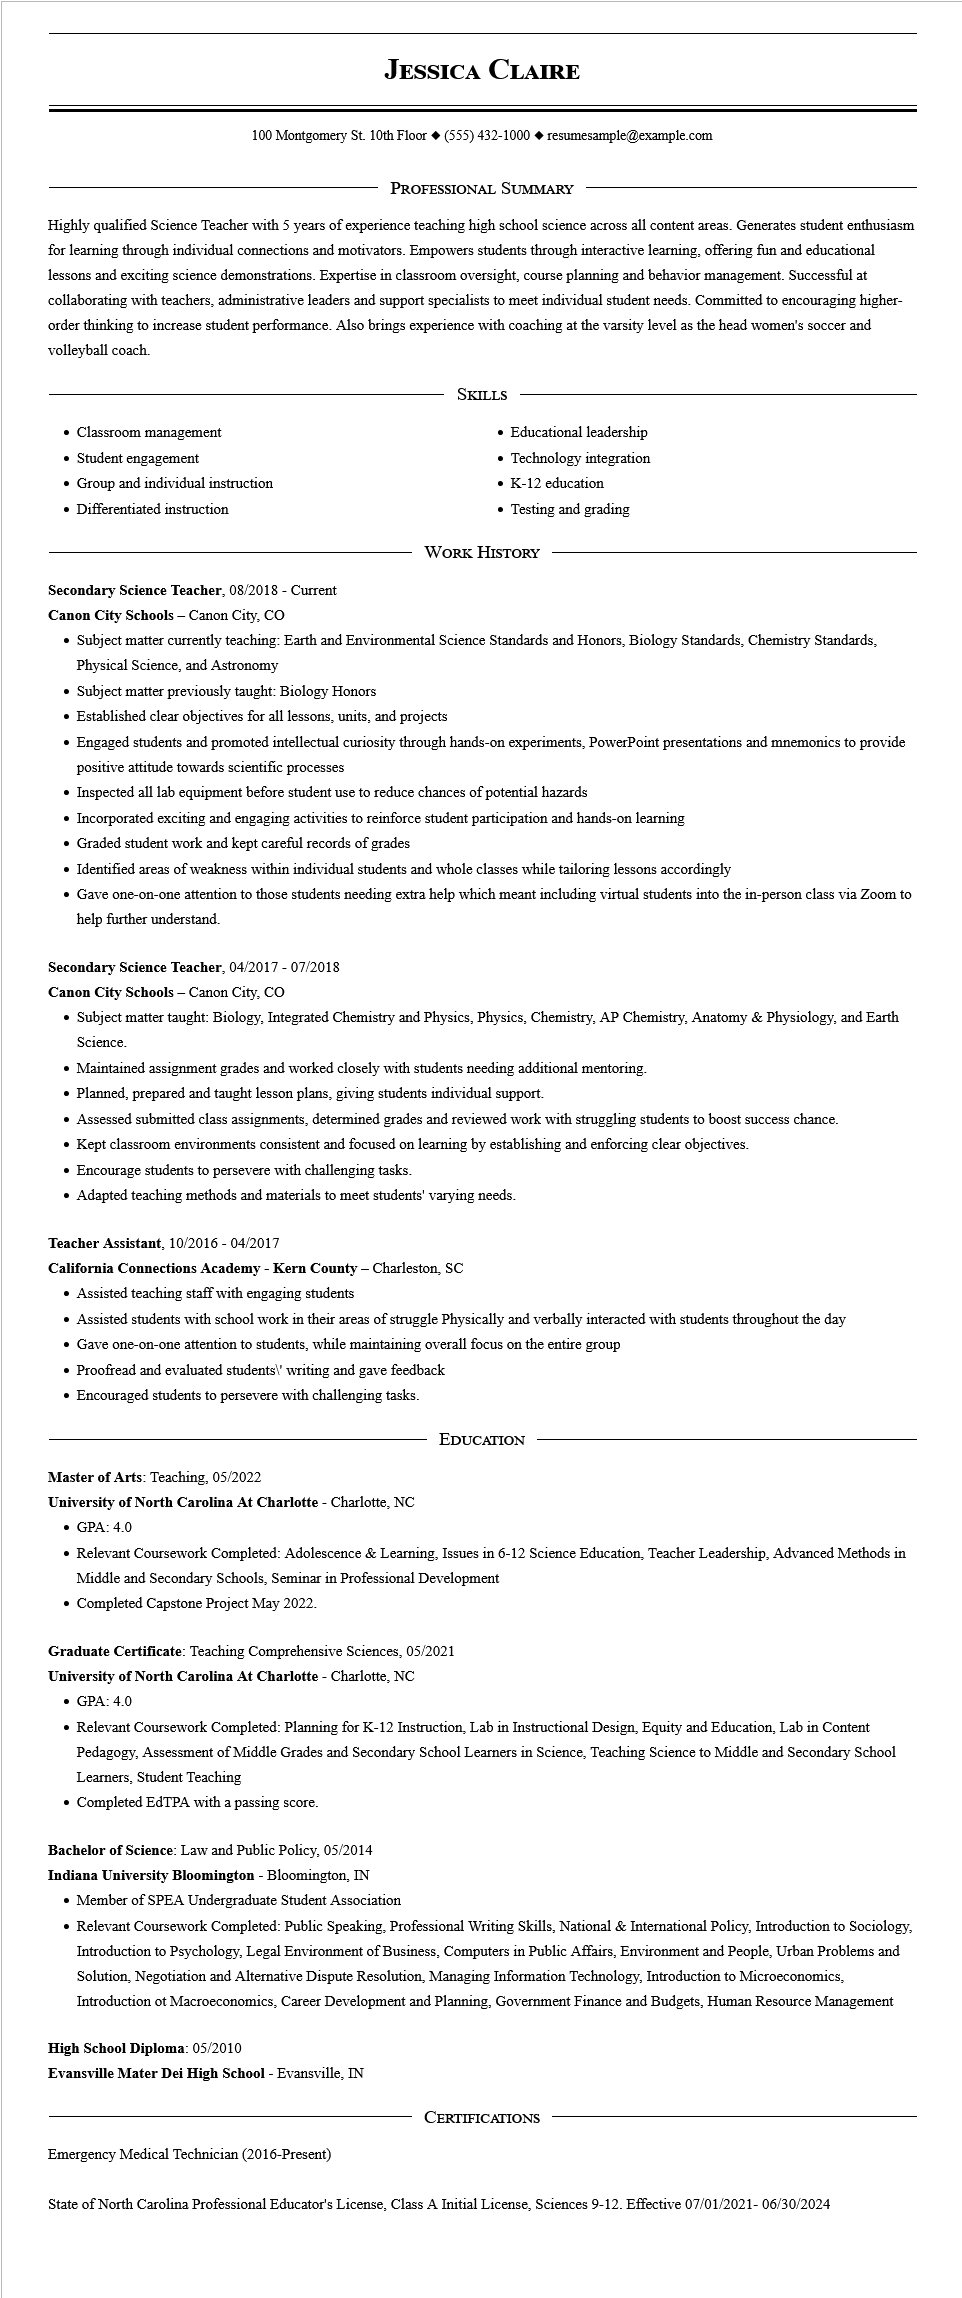 Jessica Claire
100 Montgomery St. 10th Floor ◆ (555) 432-1000 ◆ resumesample@example.com
Professional Summary
Highly qualified Science Teacher with 5 years of experience teaching high school science across all content areas. Generates student enthusiasm
for learning through individual connections and motivators. Empowers students through interactive learning, offering fun and educational
lessons and exciting science demonstrations. Expertise in classroom oversight, course planning and behavior management. Successful at
collaborating with teachers, administrative leaders and support specialists to meet individual student needs. Committed to encouraging higher-
order thinking to increase student performance. Also brings experience with coaching at the varsity level as the head women's soccer and
volleyball coach.
Skills
• Classroom management
• Student engagement
• Group and individual instruction
• Differentiated instruction
• Educational leadership
• Technology integration
• K-12 education
• Testing and grading
Work History
Secondary Science Teacher, 08/2018 - Current
Canon City Schools – Canon City, CO
• Subject matter currently teaching: Earth and Environmental Science Standards and Honors, Biology Standards, Chemistry Standards,
Physical Science, and Astronomy
• Subject matter previously taught: Biology Honors
• Established clear objectives for all lessons, units, and projects
• Engaged students and promoted intellectual curiosity through hands-on experiments, PowerPoint presentations and mnemonics to provide
positive attitude towards scientific processes
• Inspected all lab equipment before student use to reduce chances of potential hazards
• Incorporated exciting and engaging activities to reinforce student participation and hands-on learning
• Graded student work and kept careful records of grades
• Identified areas of weakness within individual students and whole classes while tailoring lessons accordingly
• Gave one-on-one attention to those students needing extra help which meant including virtual students into the in-person class via Zoom to
help further understand.
Secondary Science Teacher, 04/2017 - 07/2018
Canon City Schools – Canon City, CO
• Subject matter taught: Biology, Integrated Chemistry and Physics, Physics, Chemistry, AP Chemistry, Anatomy & Physiology, and Earth
Science.
• Maintained assignment grades and worked closely with students needing additional mentoring.
• Planned, prepared and taught lesson plans, giving students individual support.
• Assessed submitted class assignments, determined grades and reviewed work with struggling students to boost success chance.
• Kept classroom environments consistent and focused on learning by establishing and enforcing clear objectives.
• Encourage students to persevere with challenging tasks.
• Adapted teaching methods and materials to meet students' varying needs.
Teacher Assistant, 10/2016 - 04/2017
California Connections Academy - Kern County – Charleston, SC
• Assisted teaching staff with engaging students
• Assisted students with school work in their areas of struggle Physically and verbally interacted with students throughout the day
• Gave one-on-one attention to students, while maintaining overall focus on the entire group
• Proofread and evaluated students\' writing and gave feedback
• Encouraged students to persevere with challenging tasks.
Education
Master of Arts: Teaching, 05/2022
University of North Carolina At Charlotte - Charlotte, NC
• GPA: 4.0
• Relevant Coursework Completed: Adolescence & Learning, Issues in 6-12 Science Education, Teacher Leadership, Advanced Methods in
Middle and Secondary Schools, Seminar in Professional Development
• Completed Capstone Project May 2022.
Graduate Certificate: Teaching Comprehensive Sciences, 05/2021
University of North Carolina At Charlotte - Charlotte, NC
• GPA: 4.0
• Relevant Coursework Completed: Planning for K-12 Instruction, Lab in Instructional Design, Equity and Education, Lab in Content
Pedagogy, Assessment of Middle Grades and Secondary School Learners in Science, Teaching Science to Middle and Secondary School
Learners, Student Teaching
• Completed EdTPA with a passing score.
Bachelor of Science: Law and Public Policy, 05/2014
Indiana University Bloomington - Bloomington, IN
• Member of SPEA Undergraduate Student Association
• Relevant Coursework Completed: Public Speaking, Professional Writing Skills, National & International Policy, Introduction to Sociology,
Introduction to Psychology, Legal Environment of Business, Computers in Public Affairs, Environment and People, Urban Problems and
Solution, Negotiation and Alternative Dispute Resolution, Managing Information Technology, Introduction to Microeconomics,
Introduction ot Macroeconomics, Career Development and Planning, Government Finance and Budgets, Human Resource Management
High School Diploma: 05/2010
Evansville Mater Dei High School - Evansville, IN
Certifications
Emergency Medical Technician (2016-Present)
State of North Carolina Professional Educator's License, Class A Initial License, Sciences 9-12. Effective 07/01/2021- 06/30/2024